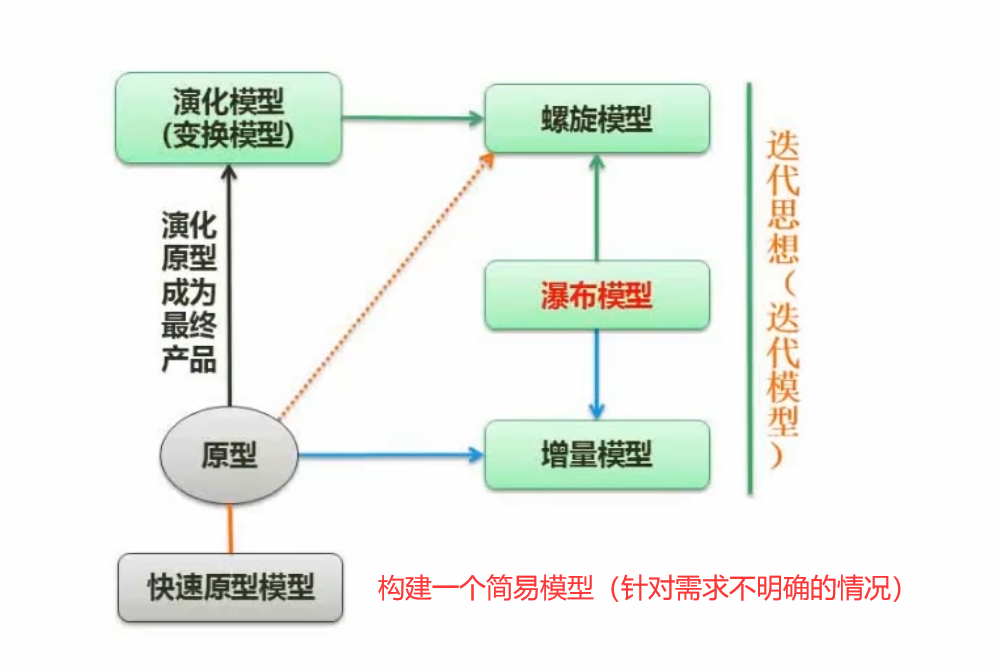 演化模型
(变换模型)
螺旋模型
演化
原型
成为
最终
产品
瀑布模型
迭代思想（迭代模型）
原型
增量模型
快速原型模型
构建一个简易模型（针对需求不明确的情况）